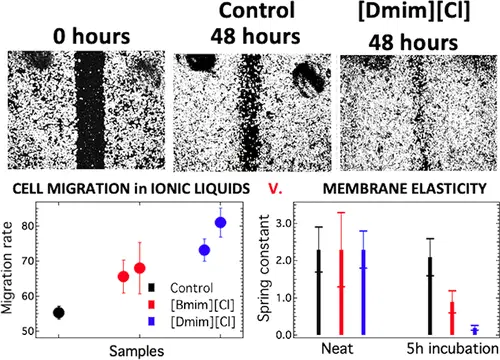 0 hours
Control
48 hours
[Dmim][Cl]
48 hours
CELL MIGRATION in IONIC LIQUIDS V. MEMBRANE ELASTICITY
Migration rate
80
70
60
50
Control
[Bmim][Cl]
[Dmim][Cl]
Samples
Spring constant
3.0
2.0
1.0
0.0
Neat
5h incubation